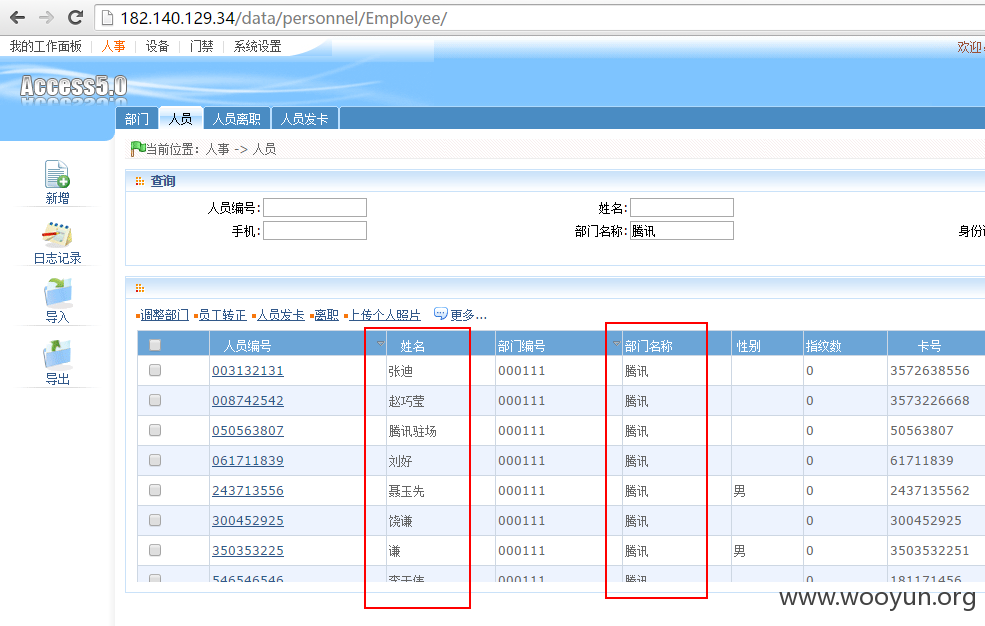 182.140.129.34/data/personnel/Employee/
我的工作面板 人事 设备 门禁 系统设置 欢迎
Access5.0
部门 人员 人员离职 人员发卡
当前位置：人事 -> 人员
新增
日志记录
导入
导出
查询
人员编号: 姓名:
手机: 部门名称: 腾讯 身份
调整部门 员工转正 人员发卡 离职 上传个人照片 更多...
人员编号 姓名 部门编号 部门名称 性别 指纹数 卡号
003132131 张迪 000111 腾讯 0 3572638556
008742542 赵巧莹 000111 腾讯 0 3573226668
050563807 腾讯驻场 000111 腾讯 0 50563807
061711839 刘好 000111 腾讯 0 61711839
243713556 聂玉先 000111 腾讯 男 0 2437135562
300452925 饶谦 000111 腾讯 0 300452925
350353225 谦 000111 腾讯 男 0 3503532251
546546546 000111 腾讯 0 181171456
www.wooyun.org